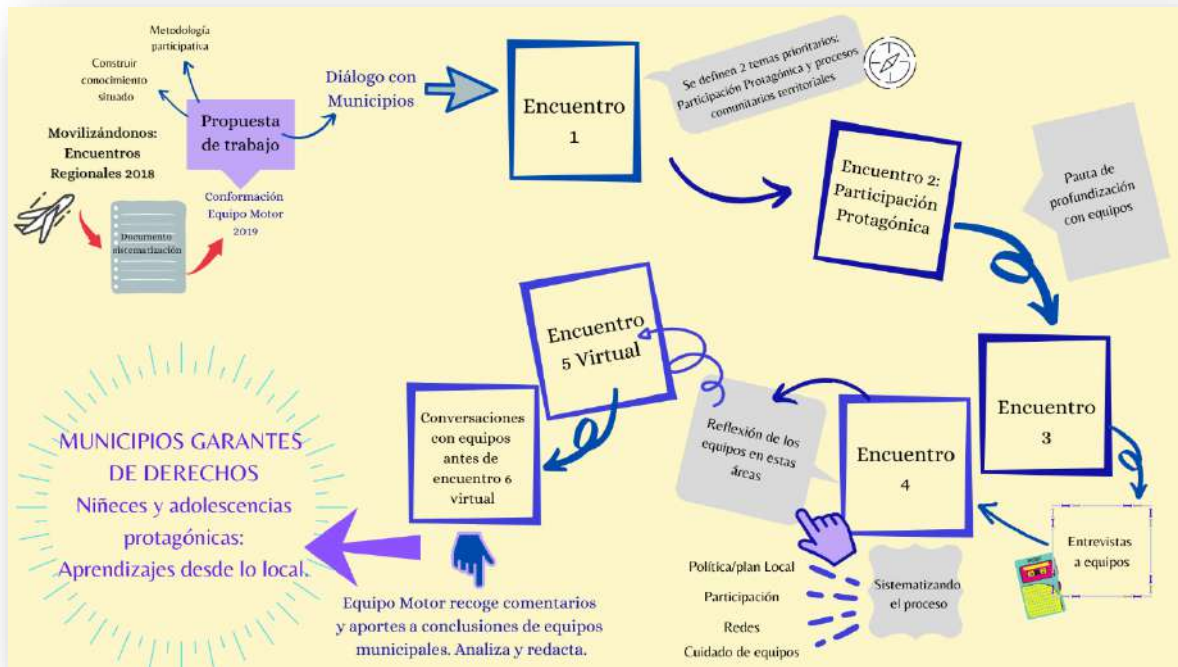 Metodología
participativa
Construir
conocimiento
situado
Movilizándonos:
Encuentros
Regionales 2018
Propuesta
de trabajo
Documento
sistematización
Conformación
Equipo Motor
2019
Diálogo con
Municipios
Encuentro
1
Se definen 2 temas prioritarios:
Participación Protagónica y procesos
comunitarios territoriales
Encuentro 2:
Participación
Protagónica
Pauta de
profundización
con equipos
Encuentro
3
Entrevistas
a equipos
Encuentro
4
Sistematizando
el proceso
Política/plan Local
Participación
Redes
Cuidado de equipos
Reflexión de los
equipos en estas
áreas
Encuentro
5 Virtual
Conversaciones
con equipos
antes de
encuentro 6
virtual
Equipo Motor recoge comentarios
y aportes a conclusiones de equipos
municipales. Analiza y redacta.
MUNICIPIOS GARANTES
DE DERECHOS
Niñeces y adolescencias
protagónicas:
Aprendizajes desde lo local.